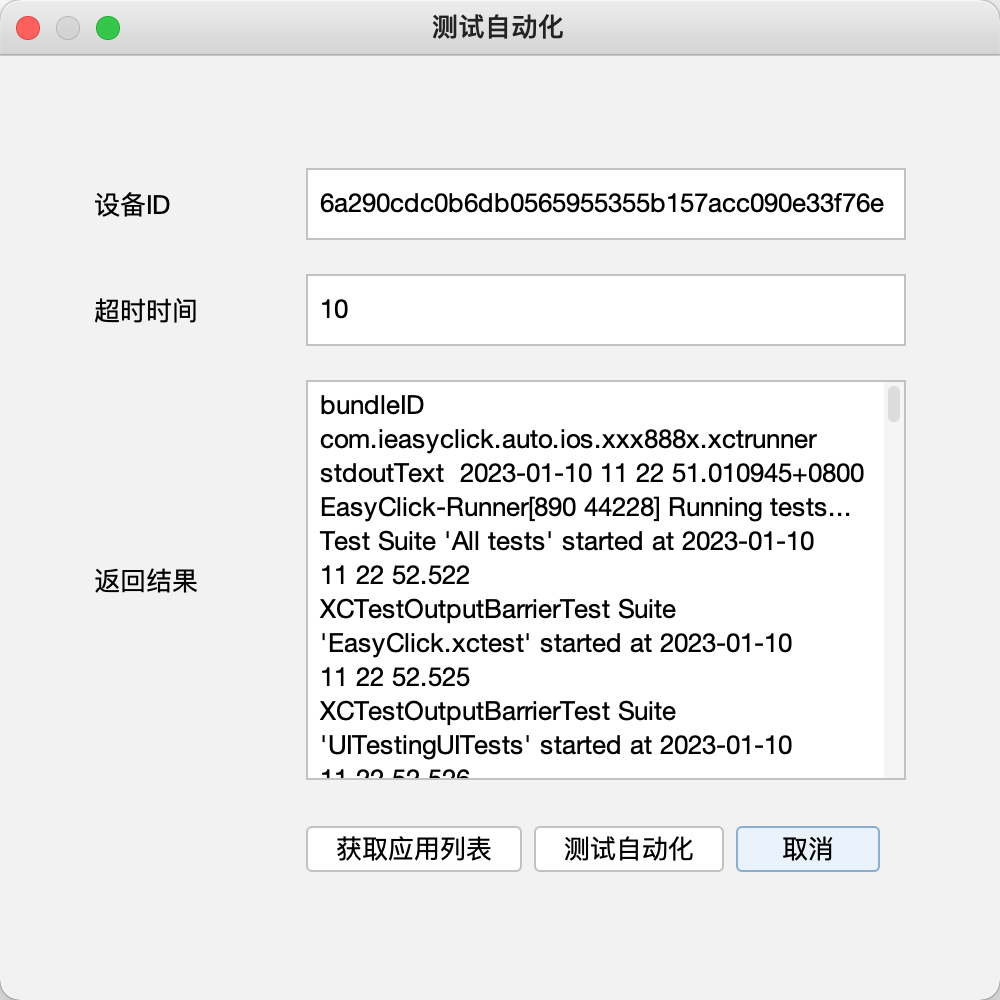 测试自动化
设备ID
6a290cdc0b6db0565955355b157acc090e33f76e
超时时间
10
返回结果
bundleID
com.ieasyclick.auto.ios.xxx888x.xctrunner
stdoutText  2023-01-10 11 22 51.010945+0800
EasyClick-Runner[890 44228] Running tests...
Test Suite 'All tests' started at 2023-01-10
11 22 52.522
XCTestOutputBarrierTest Suite
'EasyClick.xctest' started at 2023-01-10
11 22 52.525
XCTestOutputBarrierTest Suite
'UITestingUITests' started at 2023-01-10
11 22 52.526
获取应用列表
测试自动化
取消